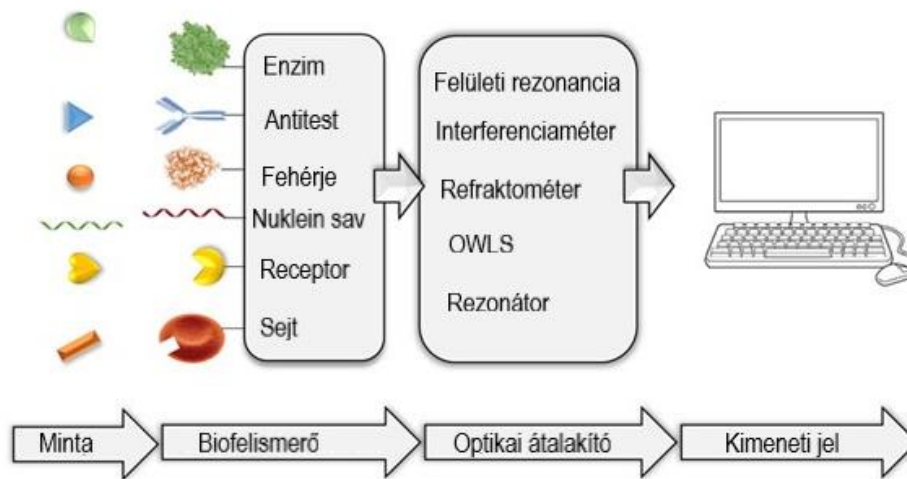 Enzim
Antitest
Fehérje
Nuklein sav
Receptor
Sejt
Felületi rezonancia
Interferenciaméter
Refraktométer
OWLS
Rezonátor
Minta
Biofelismerő
Optikai átalakító
Kimeneti jel